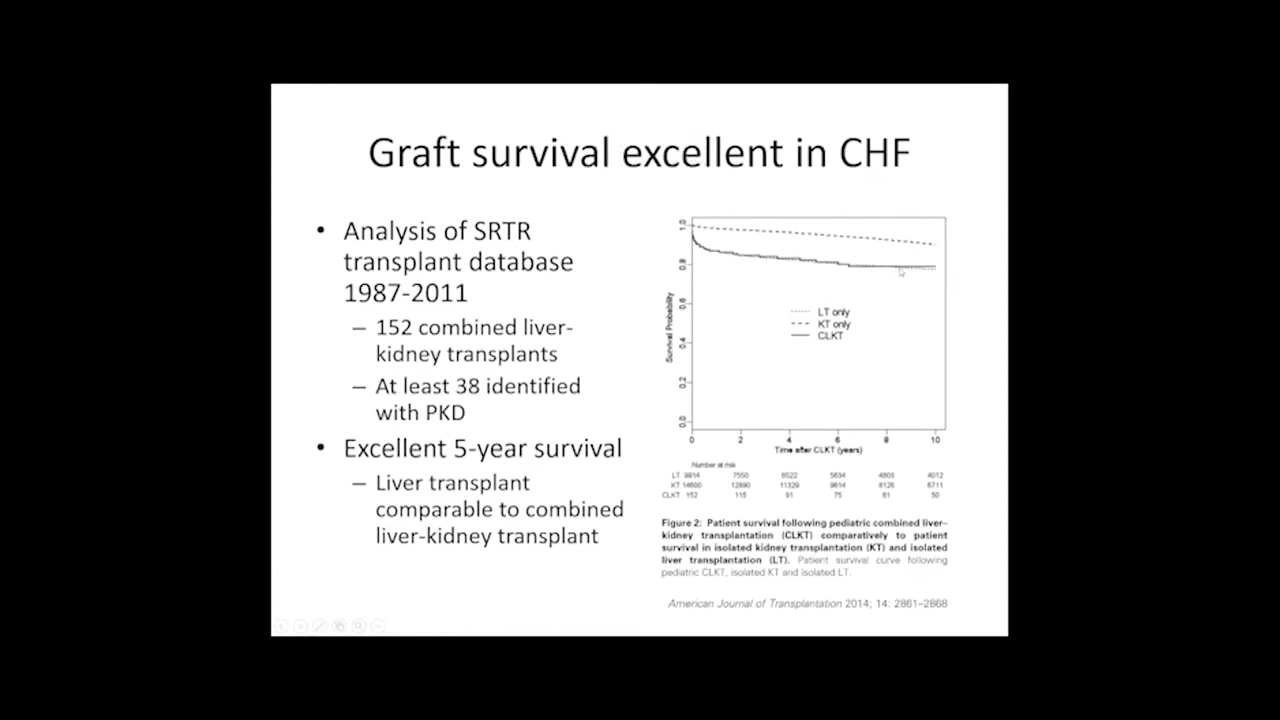 Graft survival excellent in CHF
• Analysis of SRTR
transplant database
1987-2011
– 152 combined liver-
kidney transplants
– At least 38 identified
with PKD
• Excellent 5-year survival
– Liver transplant
comparable to combined
liver-kidney transplant
Survival Probability
1.0
0.8
0.6
0.4
0.2
0.0
LT only
KT only
CLKT
0 2 4 6 8 10
Time after CLKT (years)
Number at risk
LT 9914 7550 6522 5634 4803 4012
KT 14600 12890 11329 9614 8126 6711
CLKT 152 115 91 75 61 50
Figure 2: Patient survival following pediatric combined liver–
kidney transplantation (CLKT) comparatively to patient
survival in isolated kidney transplantation (KT) and isolated
liver transplantation (LT). Patient survival curve following
pediatric CLKT, isolated KT and isolated LT.
American Journal of Transplantation 2014; 14: 2861–2868